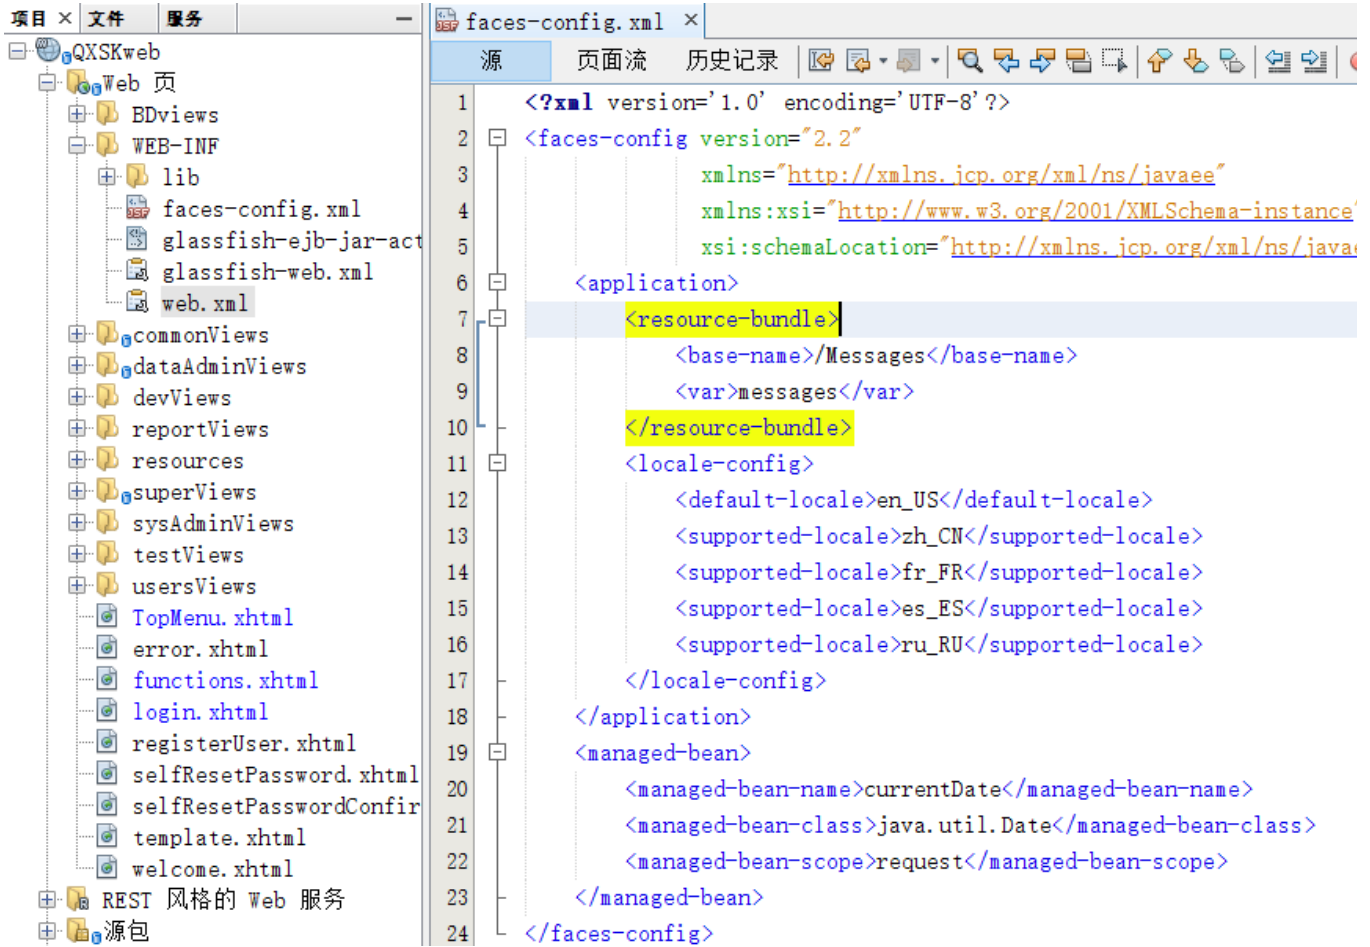 项目 × 文件 服务
QXSKweb
Web 页
BDviews
WEB-INF
lib
faces-config.xml
glassfish-ejb-jar-act
glassfish-web.xml
web.xml
commonViews
dataAdminViews
devViews
reportViews
resources
superViews
sysAdminViews
testViews
usersViews
TopMenu.xhtml
error.xhtml
functions.xhtml
login.xhtml
registerUser.xhtml
selfResetPassword.xhtml
selfResetPasswordConfir
template.xhtml
welcome.xhtml
REST 风格的 Web 服务
源包
faces-config.xml ×
源 页面流 历史记录
1 <?xml version='1.0' encoding='UTF-8'?>
2 <faces-config version="2.2"
3 xmlns="http://xmlns.jcp.org/xml/ns/javaee"
4 xmlns:xsi="http://www.w3.org/2001/XMLSchema-instance"
5 xsi:schemaLocation="http://xmlns.jcp.org/xml/ns/javae
6 <application>
7 <resource-bundle>
8 <base-name>/Messages</base-name>
9 <var>messages</var>
10 </resource-bundle>
11 <locale-config>
12 <default-locale>en_US</default-locale>
13 <supported-locale>zh_CN</supported-locale>
14 <supported-locale>fr_FR</supported-locale>
15 <supported-locale>es_ES</supported-locale>
16 <supported-locale>ru_RU</supported-locale>
17 </locale-config>
18 </application>
19 <managed-bean>
20 <managed-bean-name>currentDate</managed-bean-name>
21 <managed-bean-class>java.util.Date</managed-bean-class>
22 <managed-bean-scope>request</managed-bean-scope>
23 </managed-bean>
24 </faces-config>